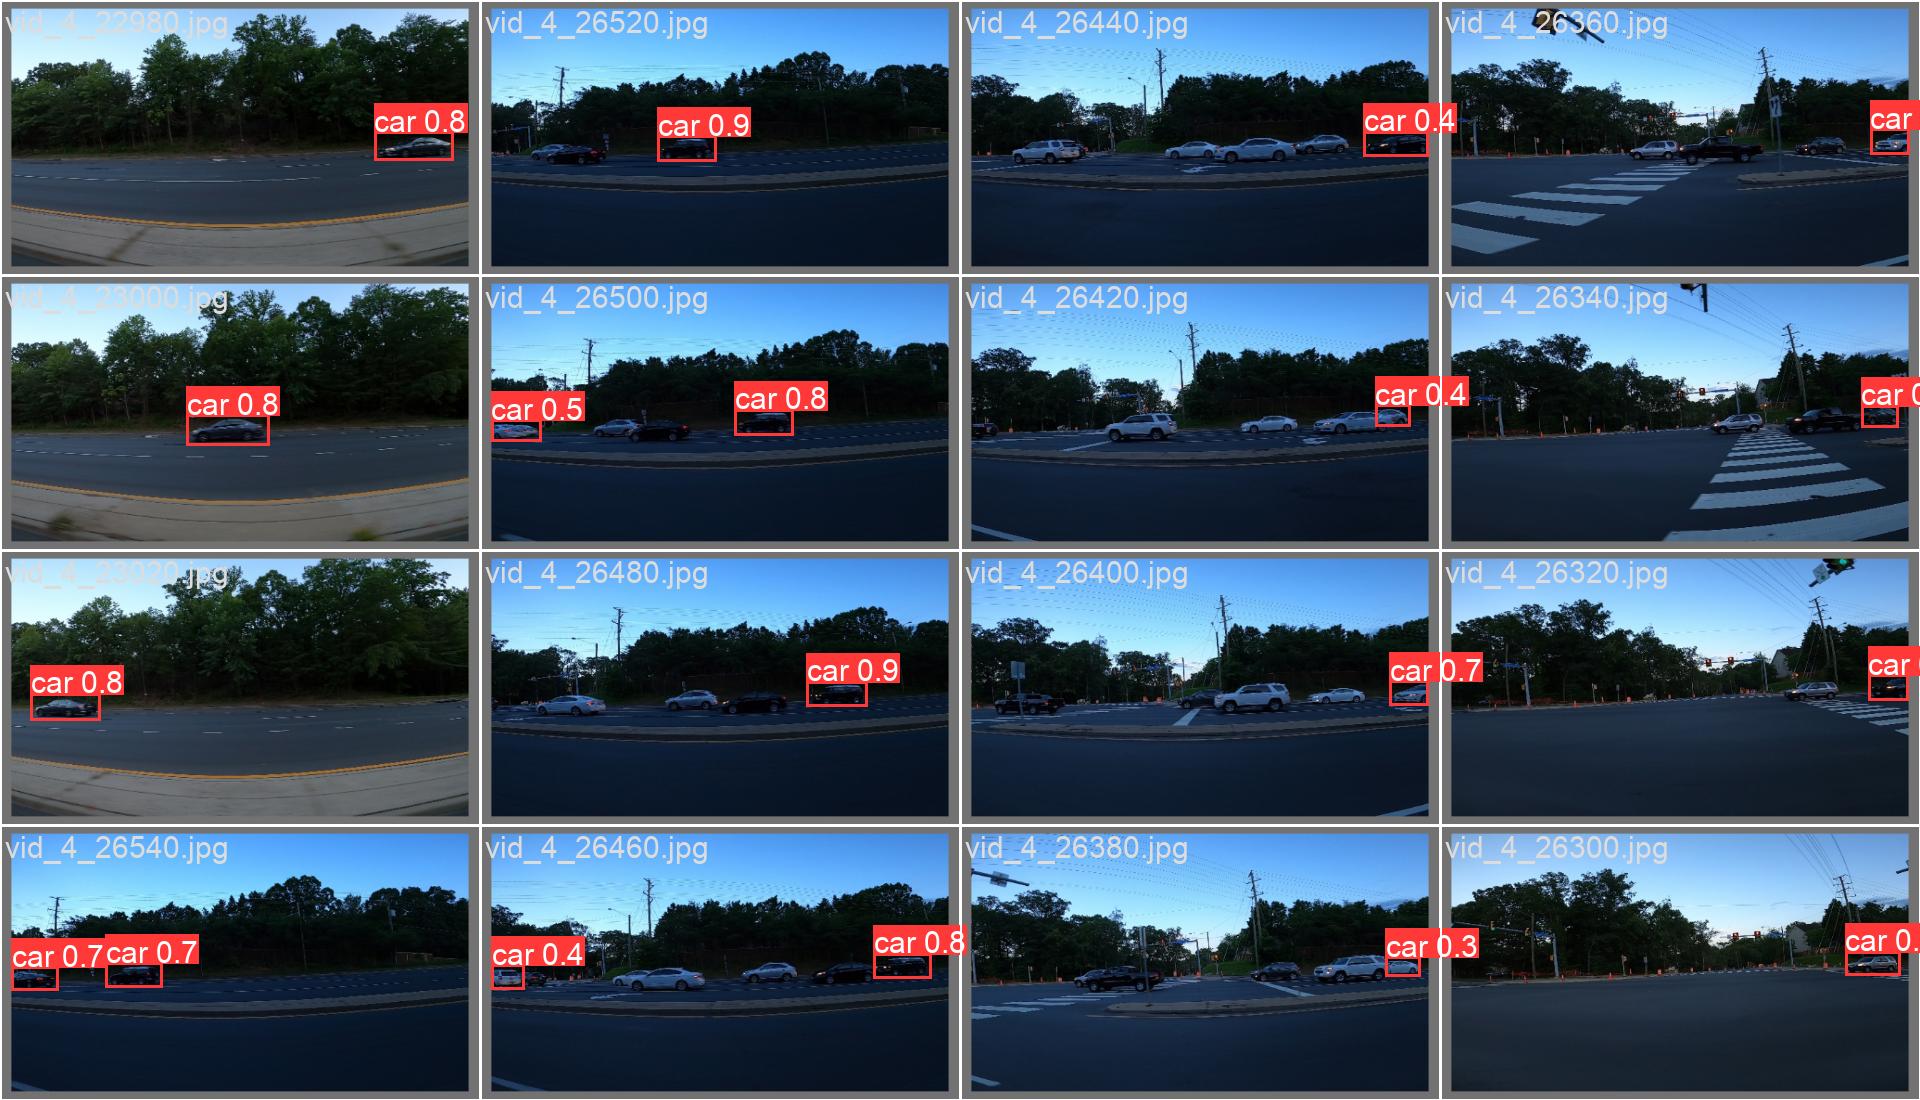 vid_4_22980.jpg
vid_4_26520.jpg
vid_4_26440.jpg
vid_4_26360.jpg
car 0.8
car 0.9
car 0.4
car
vid_4_23000.jpg
vid_4_26500.jpg
vid_4_26420.jpg
vid_4_26340.jpg
car 0.8
car 0.5
car 0.8
car 0.4
car 0
vid_4_23020.jpg
vid_4_26480.jpg
vid_4_26400.jpg
vid_4_26320.jpg
car 0.8
car 0.9
car 0.7
car
vid_4_26540.jpg
vid_4_26460.jpg
vid_4_26380.jpg
vid_4_26300.jpg
car 0.7
car 0.7
car 0.4
car 0.8
car 0.3
car 0.